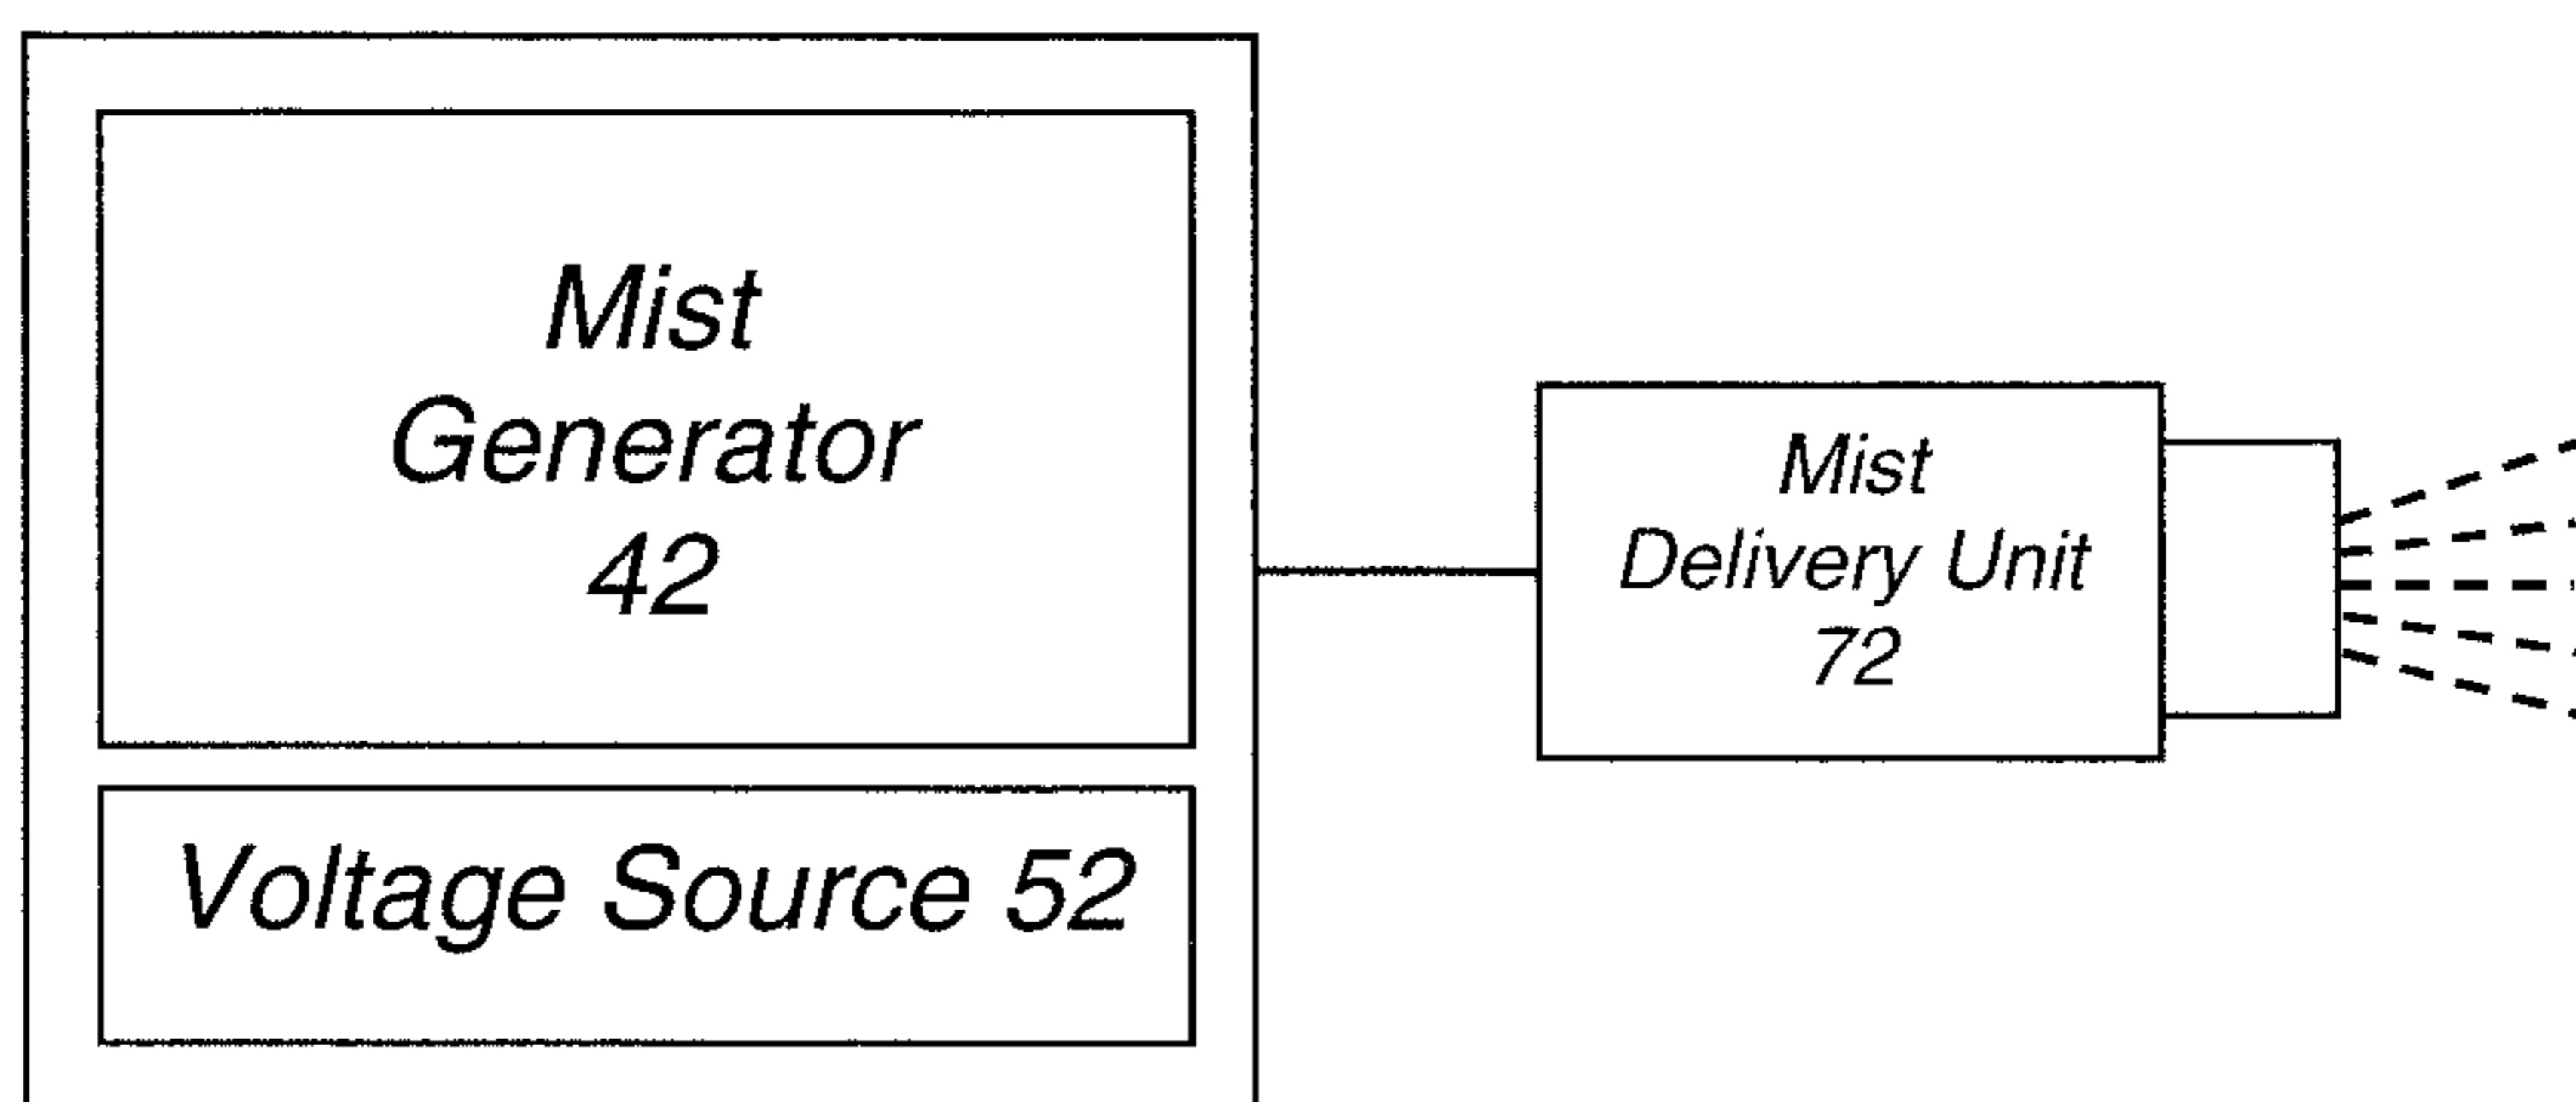 Mist
Generator
42
Voltage Source 52
Mist
Delivery Unit
72